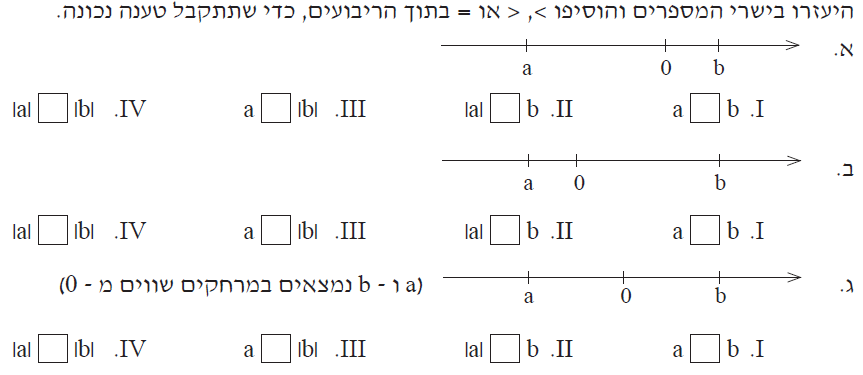 היעזרו בישרי המספרים והוסיפו >, < או = בתוך הריבועים, כדי שתתקבל טענה נכונה.
א.
a 0 b
I. a □ b II. |a| □ b III. a □ |b| IV. |a| □ |b|
ב.
a 0 b
I. a □ b II. |a| □ b III. a □ |b| IV. |a| □ |b|
ג.
a 0 b
(a ו - b נמצאים במרחקים שווים מ - 0)
I. a □ b II. |a| □ b III. a □ |b| IV. |a| □ |b|